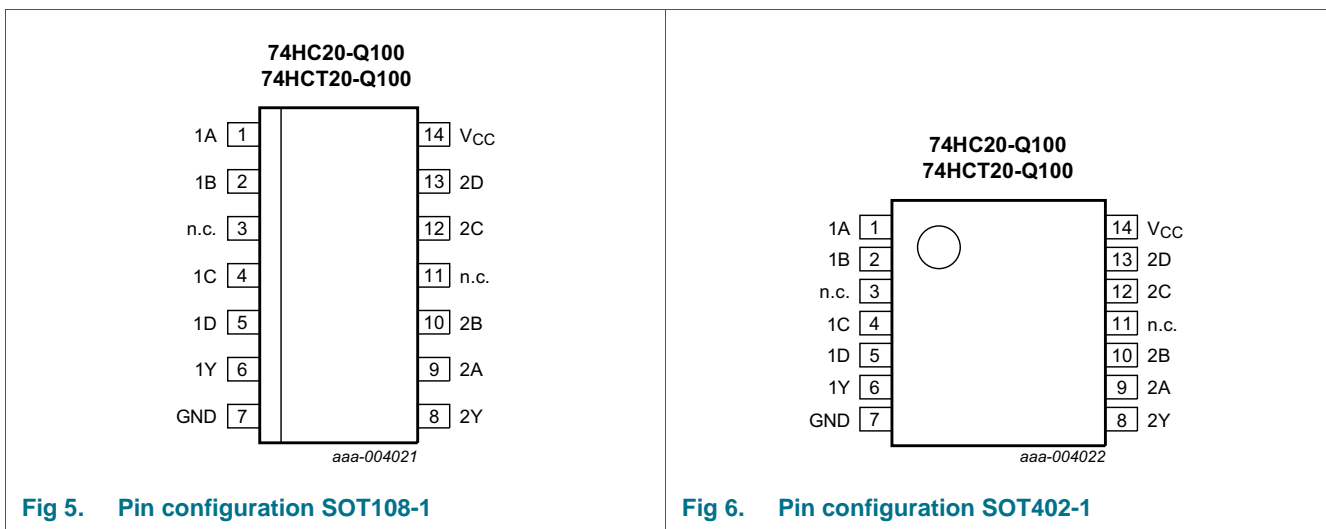 74HC20-Q100
74HCT20-Q100
1A 1 14 VCC
1B 2 13 2D
n.c. 3 12 2C
1C 4 11 n.c.
1D 5 10 2B
1Y 6 9 2A
GND 7 8 2Y
aaa-004021
Fig 5. Pin configuration SOT108-1
74HC20-Q100
74HCT20-Q100
1A 1 14 VCC
1B 2 13 2D
n.c. 3 12 2C
1C 4 11 n.c.
1D 5 10 2B
1Y 6 9 2A
GND 7 8 2Y
aaa-004022
Fig 6. Pin configuration SOT402-1